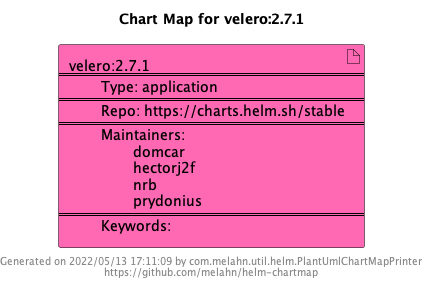 Chart Map for velero:2.7.1
velero:2.7.1
Type: application
Repo: https://charts.helm.sh/stable
Maintainers:
domcar
hectorj2f
nrb
prydonius
Keywords:
Generated on 2022/05/13 17:11:09 by com.melahn.util.helm.PlantUmlChartMapPrinter
https://github.com/melahn/helm-chartmap